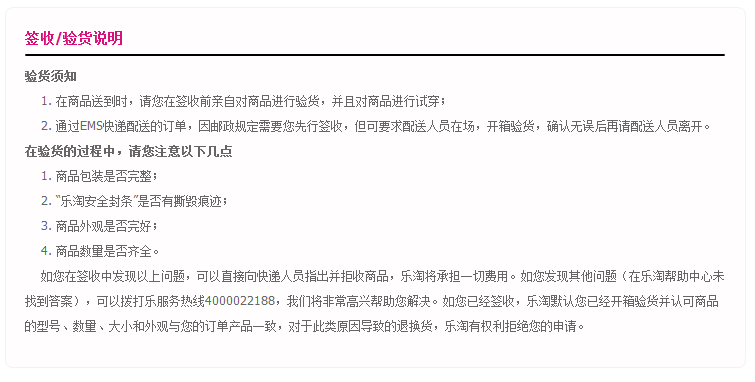 签收/验货说明
验货须知
1. 在商品送到时，请您在签收前亲自对商品进行验货，并且对商品进行试穿；
2. 通过EMS快递配送的订单，因邮政规定需要您先行签收，但可要求配送人员在场，开箱验货，确认无误后再请配送人员离开。
在验货的过程中，请您注意以下几点
1. 商品包装是否完整；
2. “乐淘安全封条”是否有撕毁痕迹；
3. 商品外观是否完好；
4. 商品数量是否齐全。
如您在签收中发现以上问题，可以直接向快递人员指出并拒收商品，乐淘将承担一切费用。如您发现其他问题（在乐淘帮助中心未
找到答案），可以拨打乐服务热线4000022188，我们将非常高兴帮助您解决。如您已经签收，乐淘默认您已经开箱验货并认可商品
的型号、数量、大小和外观与您的订单产品一致，对于此类原因导致的退换货，乐淘有权利拒绝您的申请。